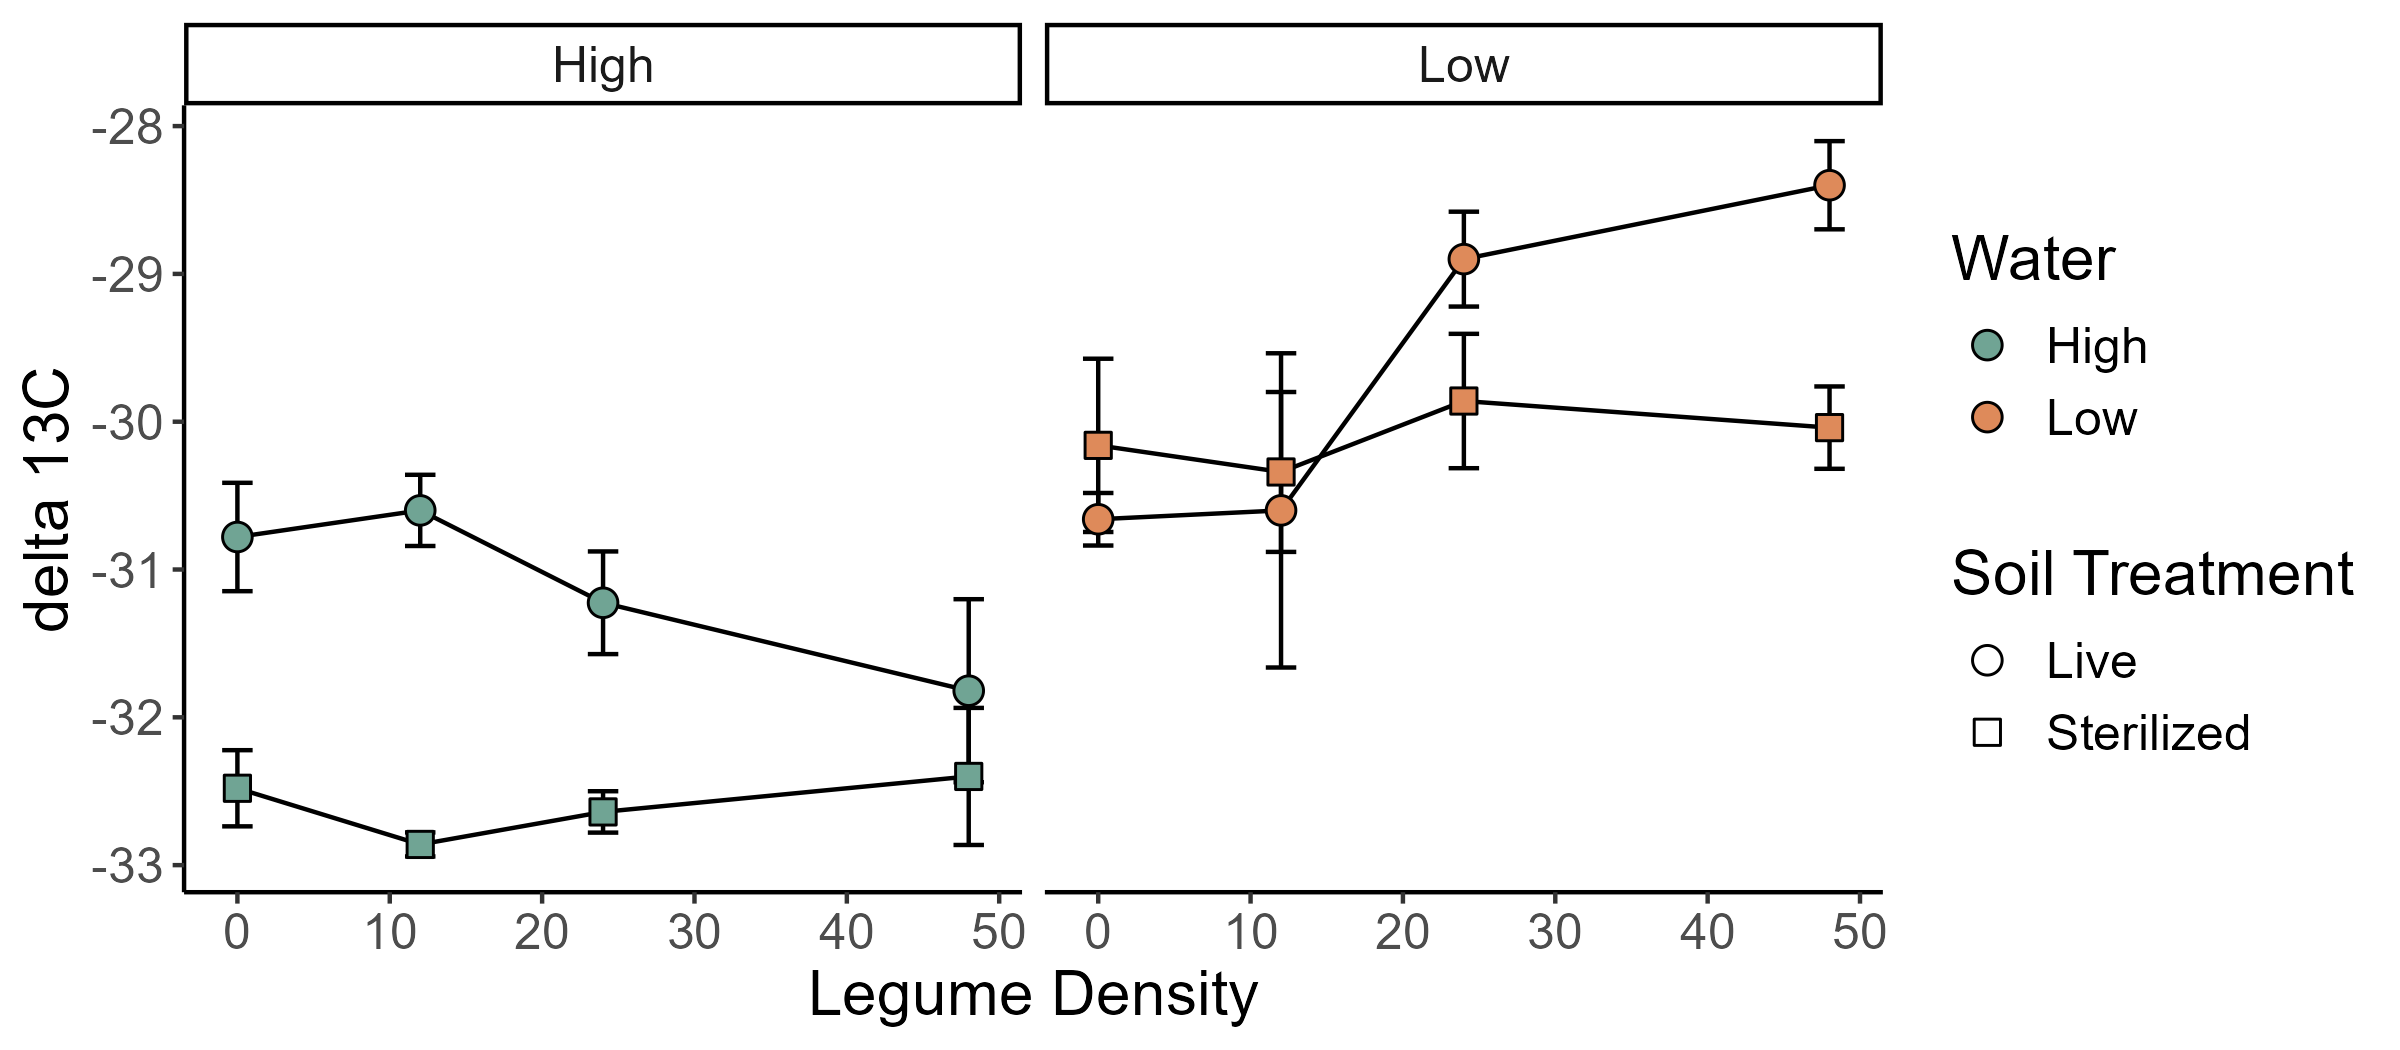 High
Low
-28
-29
-30
-31
-32
-33
delta 13C
0 10 20 30 40 50
0 10 20 30 40 50
Legume Density
Water
High
Low
Soil Treatment
Live
Sterilized